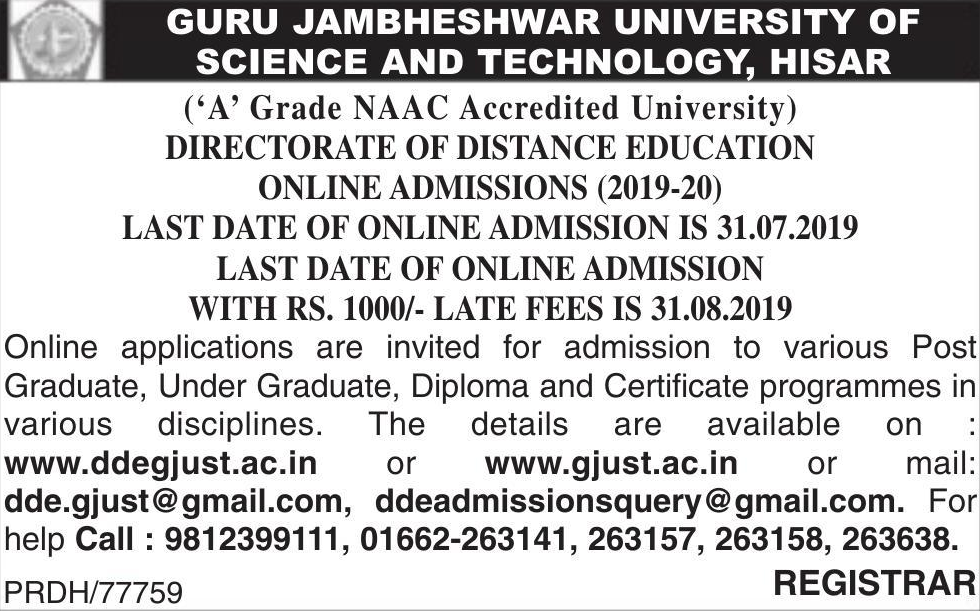 GURU JAMBHESHWAR UNIVERSITY OF
SCIENCE AND TECHNOLOGY, HISAR
(‘A’ Grade NAAC Accredited University)
DIRECTORATE OF DISTANCE EDUCATION
ONLINE ADMISSIONS (2019-20)
LAST DATE OF ONLINE ADMISSION IS 31.07.2019
LAST DATE OF ONLINE ADMISSION
WITH RS. 1000/- LATE FEES IS 31.08.2019
Online applications are invited for admission to various Post
Graduate, Under Graduate, Diploma and Certificate programmes in
various disciplines. The details are available on :
www.ddegjust.ac.in or www.gjust.ac.in or mail:
dde.gjust@gmail.com, ddeadmissionsquery@gmail.com. For
help Call : 9812399111, 01662-263141, 263157, 263158, 263638.
PRDH/77759 REGISTRAR